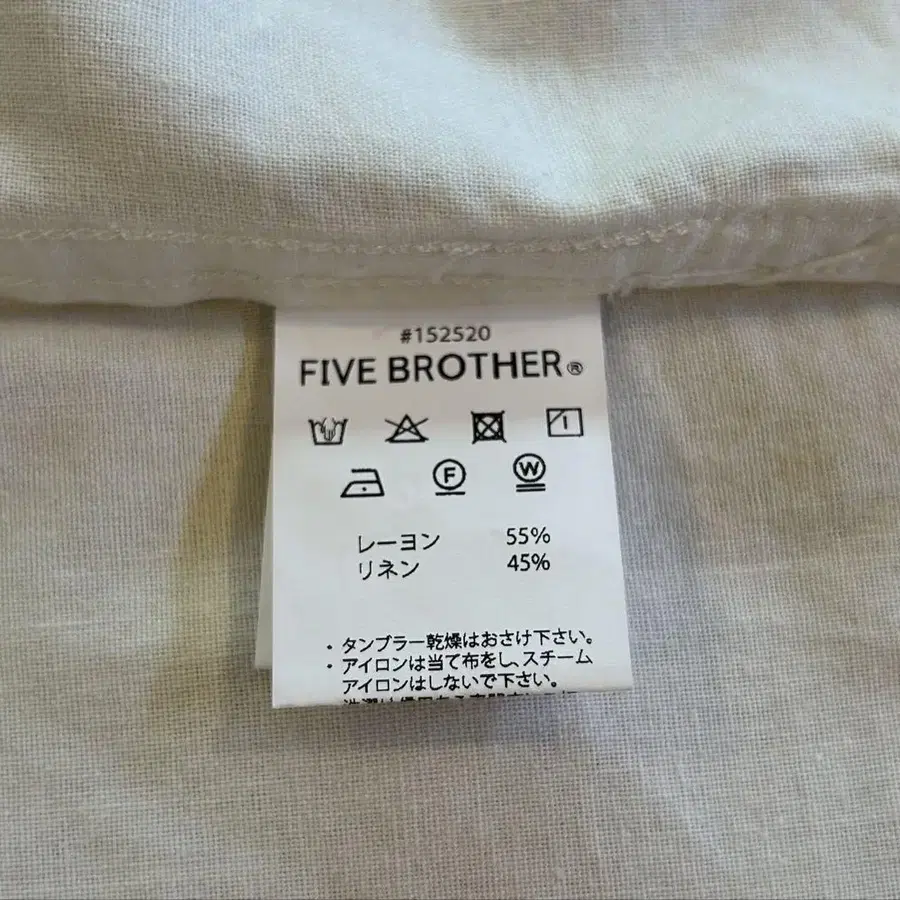 #152520
FIVE BROTHER®
F W
レーヨン 55%
リネン 45%
・タンブラー乾燥はおさけ下さい。
・アイロンは当て布をし、スチーム
アイロンはしないで下さい。